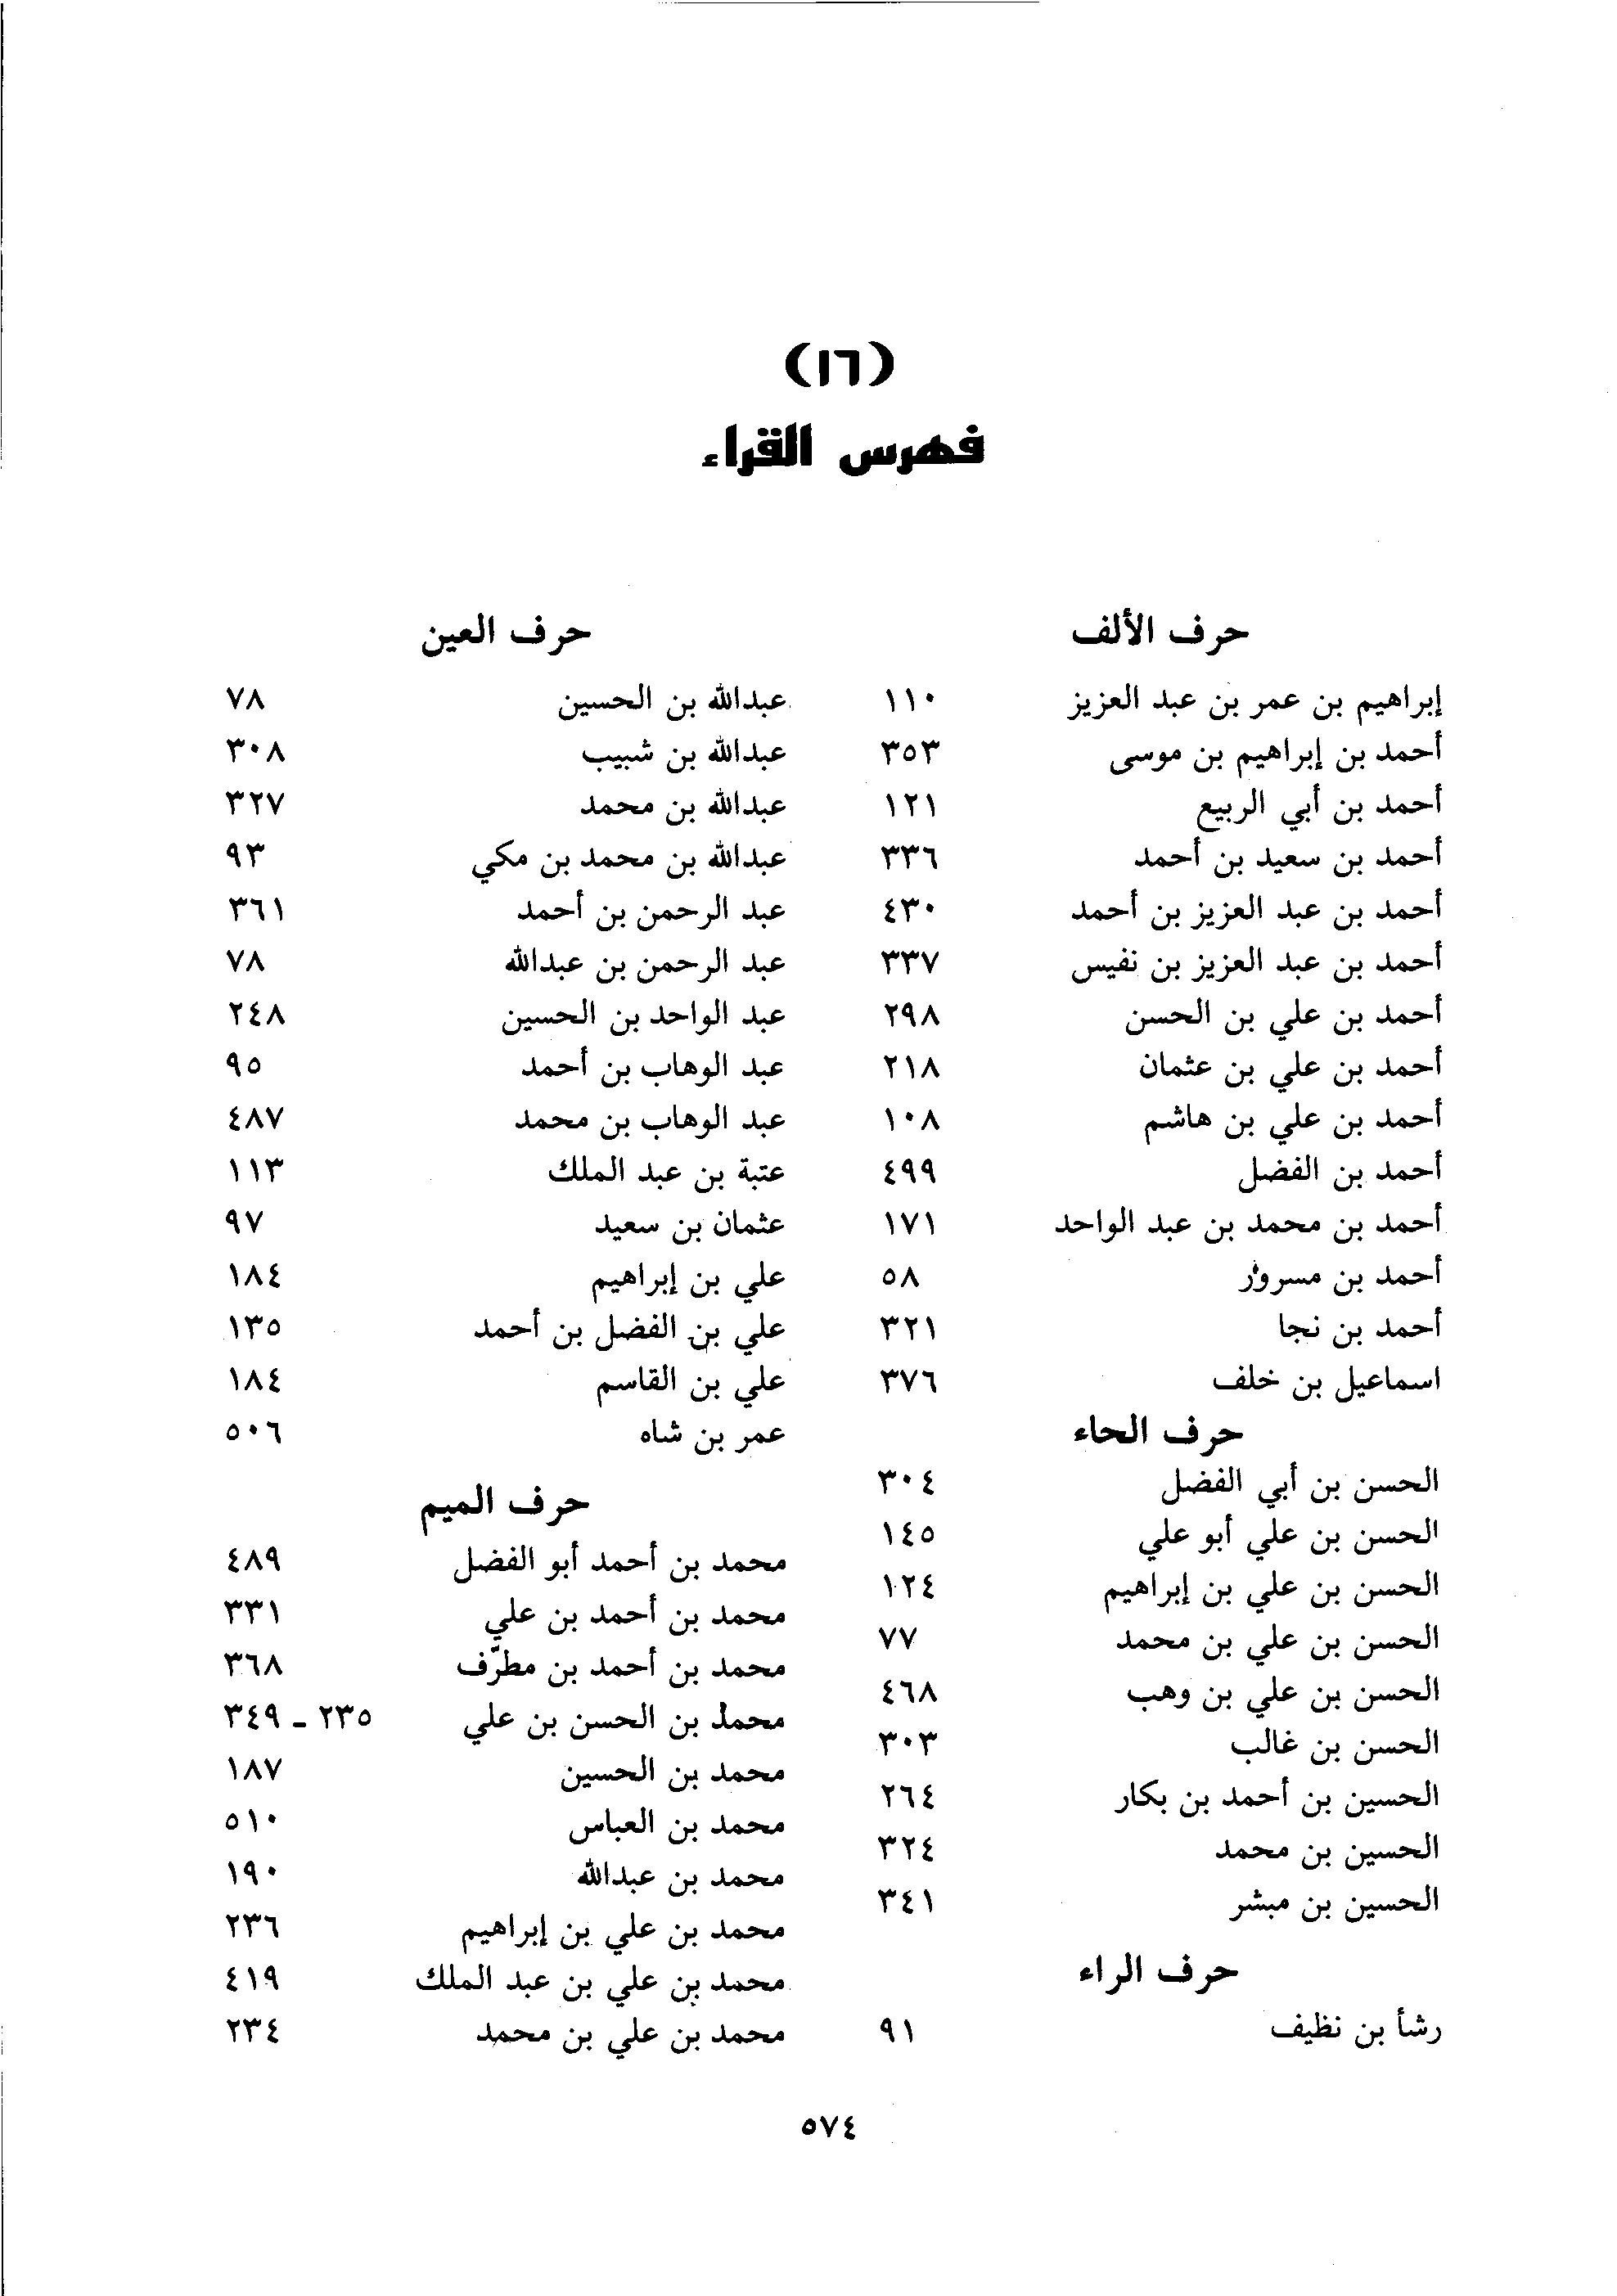 (١٦)
فهرس القراء
حرف الألف
إبراهيم بن عمر بن عبد العزيز ١١٠
أحمد بن إبراهيم بن موسى ٣٥٣
أحمد بن أبي الربيع ١٢١
أحمد بن سعيد بن أحمد ٣٣٦
أحمد بن عبد العزيز بن أحمد ٤٣٠
أحمد بن عبد العزيز بن نفيس ٣٣٧
أحمد بن علي بن الحسن ٢٩٨
أحمد بن علي بن عثمان ٢١٨
أحمد بن علي بن هاشم ١٠٨
أحمد بن الفضل ٤٩٩
أحمد بن محمد بن عبد الواحد ١٧١
أحمد بن مسرور ٥٨
أحمد بن نجا ٣٢١
اسماعيل بن خلف ٣٧٦
حرف الحاء
الحسن بن أبي الفضل ٣٠٤
الحسن بن علي أبو علي ١٤٥
الحسن بن علي بن إبراهيم ١٢٤
الحسن بن علي بن محمد ٧٧
الحسن بن علي بن وهب ٤٦٨
الحسن بن غالب ٣٠٣
الحسين بن أحمد بن بكار ٢٦٤
الحسين بن محمد ٣٢٤
الحسين بن مبشر ٣٤١
حرف الراء
رشأ بن نظيف ٩١
حرف العين
عبدالله بن الحسين ٧٨
عبدالله بن شبيب ٣٠٨
عبدالله بن محمد ٣٢٧
عبدالله بن محمد بن مكي ٩٣
عبد الرحمن بن أحمد ٣٦١
عبد الرحمن بن عبدالله ٧٨
عبد الواحد بن الحسين ٢٤٨
عبد الوهاب بن أحمد ٩٥
عبد الوهاب بن محمد ٤٨٧
عتبة بن عبد الملك ١١٣
عثمان بن سعيد ٩٧
علي بن إبراهيم ١٨٤
علي بن الفضل بن أحمد ١٣٥
علي بن القاسم ١٨٤
عمر بن شاه ٥٠٦
حرف الميم
محمد بن أحمد أبو الفضل ٤٨٩
محمد بن أحمد بن علي ٣٣١
محمد بن أحمد بن مطرّف ٣٦٨
محمد بن الحسن بن علي ٢٣٥ - ٣٤٩
محمد بن الحسين ١٨٧
محمد بن العباس ٥١٠
محمد بن عبدالله ١٩٠
محمد بن علي بن إبراهيم ٢٣٦
محمد بن علي بن عبد الملك ٤١٩
محمد بن علي بن محمد ٢٣٤
٥٧٤